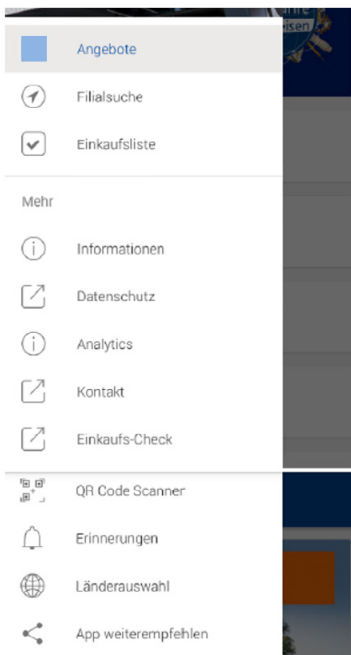 Angebote
Filialsuche
Einkaufsliste
Mehr
Informationen
Datenschutz
Analytics
Kontakt
Einkaufs-Check
QR Code Scanner
Erinnerungen
Länderauswahl
App weiterempfehlen